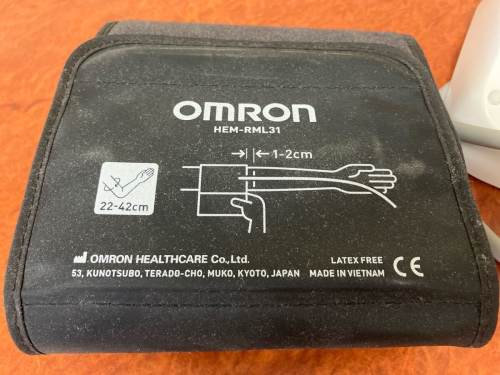 OMRON
HEM-RML31
1-2cm
22-42cm
OMRON HEALTHCARE Co.,Ltd.
53, KUNOTSUBO, TERADO-CHO, MUKO, KYOTO, JAPAN
LATEX FREE
MADE IN VIETNAM
CE